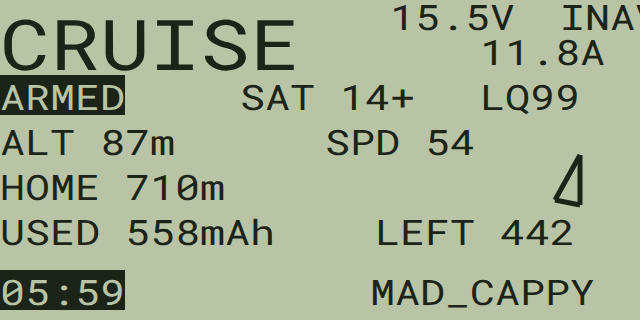 CRUISE 15.5V INAV
11.8A
ARMED SAT 14+ LQ99
ALT 87m SPD 54
HOME 710m
USED 558mAh LEFT 442
05:59 MAD_CAPPY